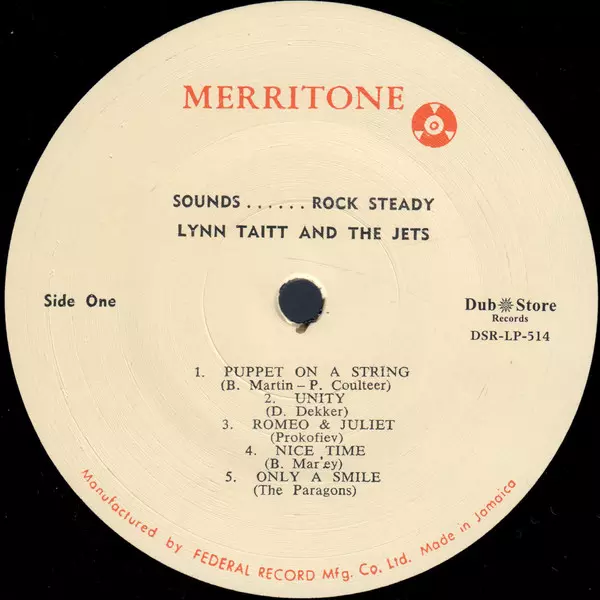 MERRITONE
SOUNDS ...... ROCK STEADY
LYNN TAITT AND THE JETS
Side One
Dub Store
Records
DSR-LP-514
1. PUPPET ON A STRING
(B. Martin – P. Coulteer)
2. UNITY
(D. Dekker)
3. ROMEO & JULIET
(Prokofiev)
4. NICE TIME
(B. Marley)
5. ONLY A SMILE
(The Paragons)
Manufactured by FEDERAL RECORD Mfg. Co. Ltd. Made in Jamaica